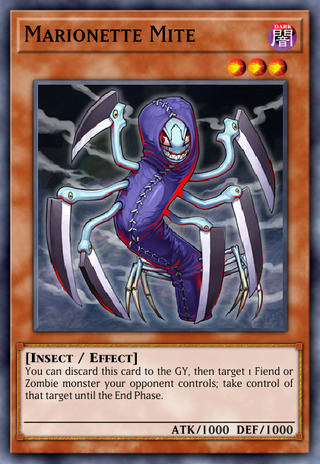 Marionette Mite
DARK
闇
[Insect / Effect]
You can discard this card to the GY, then target 1 Fiend or
Zombie monster your opponent controls; take control of
that target until the End Phase.
ATK/1000 DEF/1000